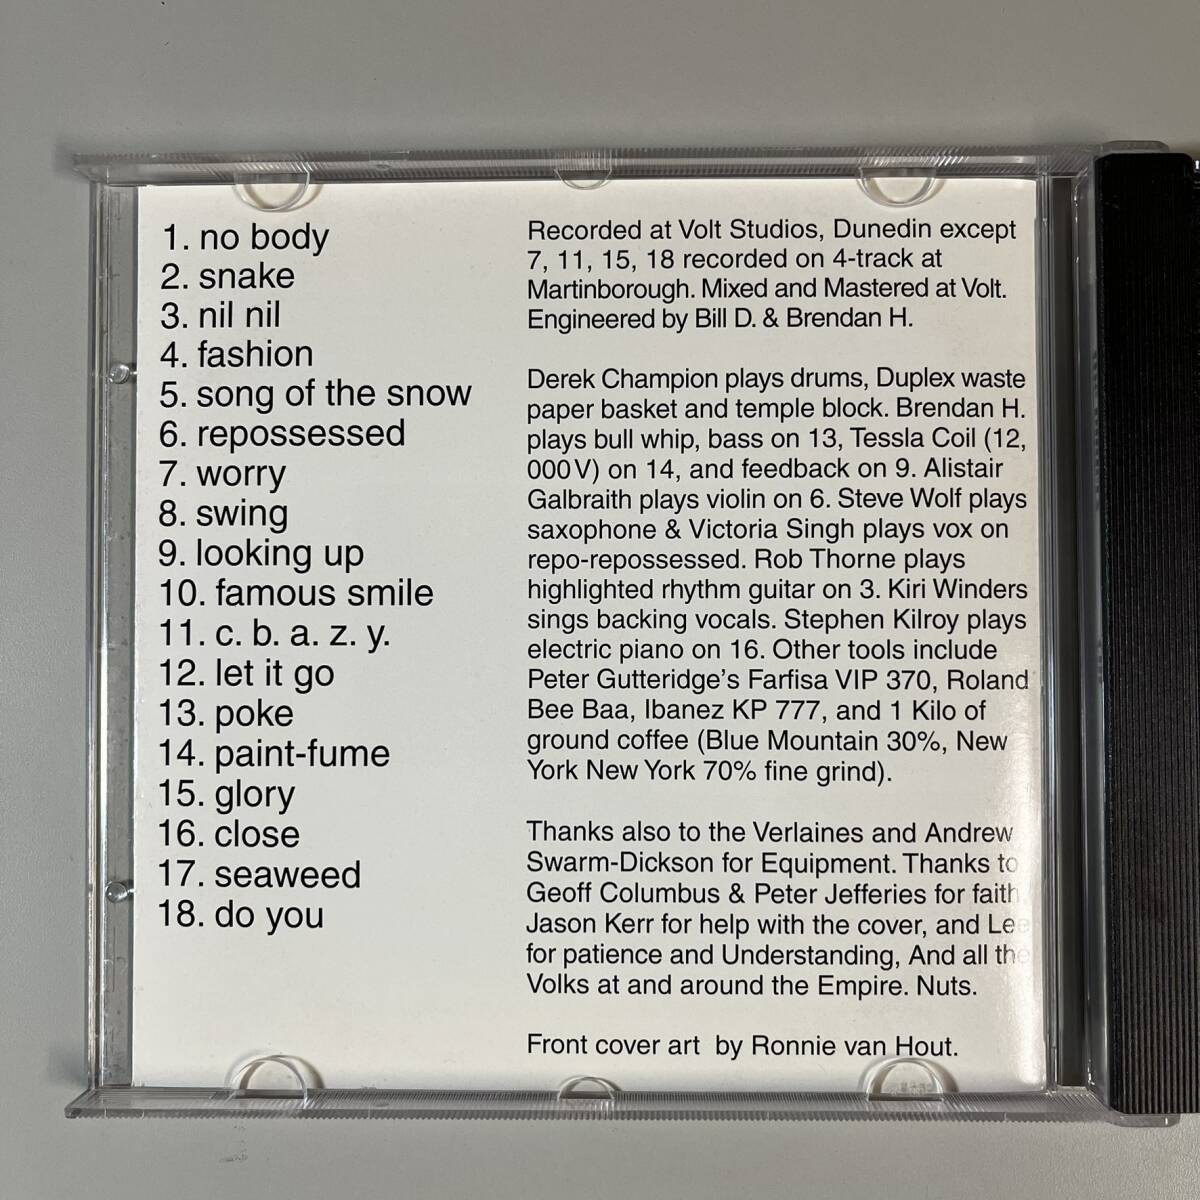 1. no body
2. snake
3. nil nil
4. fashion
5. song of the snow
6. repossessed
7. worry
8. swing
9. looking up
10. famous smile
11. c. b. a. z. y.
12. let it go
13. poke
14. paint-fume
15. glory
16. close
17. seaweed
18. do you
Recorded at Volt Studios, Dunedin except
7, 11, 15, 18 recorded on 4-track at
Martinborough. Mixed and Mastered at Volt.
Engineered by Bill D. & Brendan H.
Derek Champion plays drums, Duplex waste
paper basket and temple block. Brendan H.
plays bull whip, bass on 13, Tessla Coil (12,
000V) on 14, and feedback on 9. Alistair
Galbraith plays violin on 6. Steve Wolf plays
saxophone & Victoria Singh plays vox on
repo-repossessed. Rob Thorne plays
highlighted rhythm guitar on 3. Kiri Winders
sings backing vocals. Stephen Kilroy plays
electric piano on 16. Other tools include
Peter Gutteridge's Farfisa VIP 370, Roland
Bee Baa, Ibanez KP 777, and 1 Kilo of
ground coffee (Blue Mountain 30%, New
York New York 70% fine grind).
Thanks also to the Verlaines and Andrew
Swarm-Dickson for Equipment. Thanks to
Geoff Columbus & Peter Jefferies for faith
Jason Kerr for help with the cover, and Lee
for patience and Understanding, And all the
Volks at and around the Empire. Nuts.
Front cover art by Ronnie van Hout.